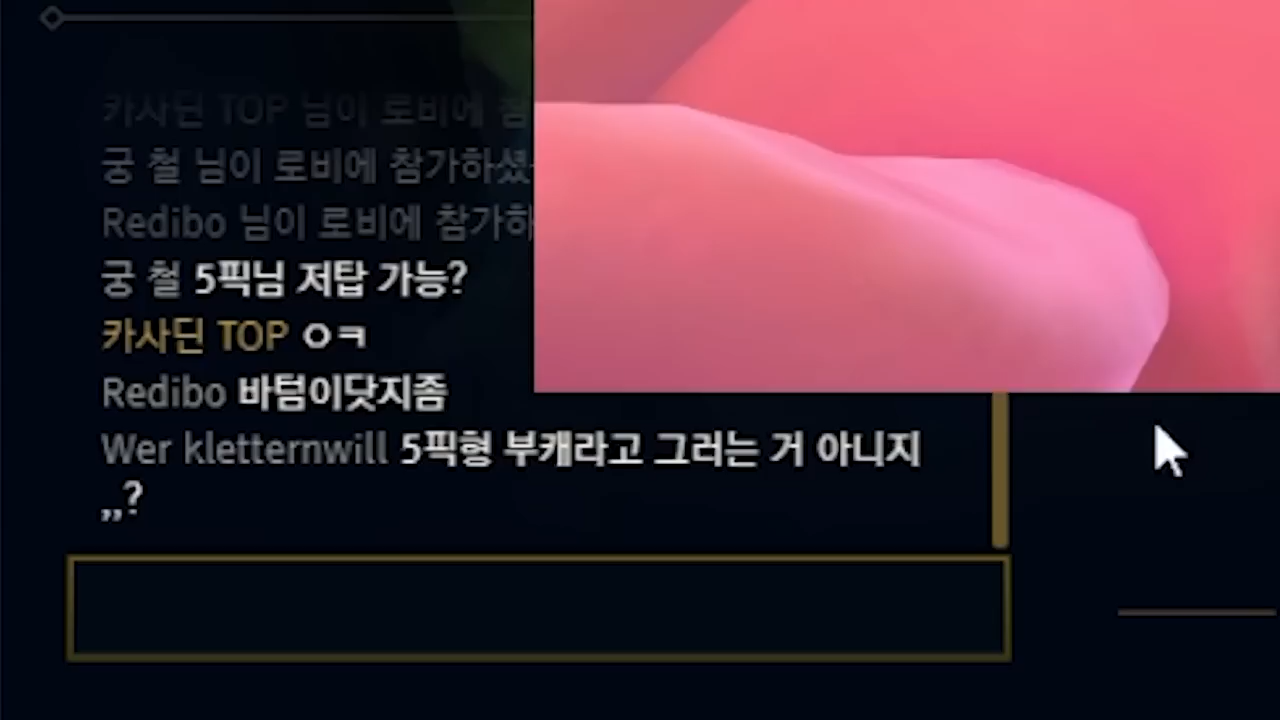 카사딘 TOP 님이 로비에 참
궁 철 님이 로비에 참가하셨
Redibo 님이 로비에 참가하
궁 철 5픽님 저탑 가능?
카사딘 TOP ㅇㅋ
Redibo 바텀이닷지좀
Wer kletternwill 5픽형 부캐라고 그러는 거 아니지
,,?